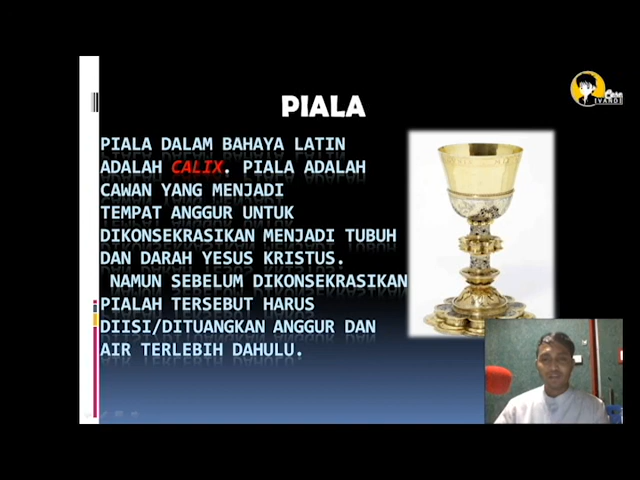 PIALA
PIALA DALAM BAHAYA LATIN
ADALAH CALIX. PIALA ADALAH
CAWAN YANG MENJADI
TEMPAT ANGGUR UNTUK
DIKONSEKRASIKAN MENJADI TUBUH
DAN DARAH YESUS KRISTUS.
NAMUN SEBELUM DIKONSEKRASIKAN
PIALAH TERSEBUT HARUS
DIISI/DITUANGKAN ANGGUR DAN
AIR TERLEBIH DAHULU.